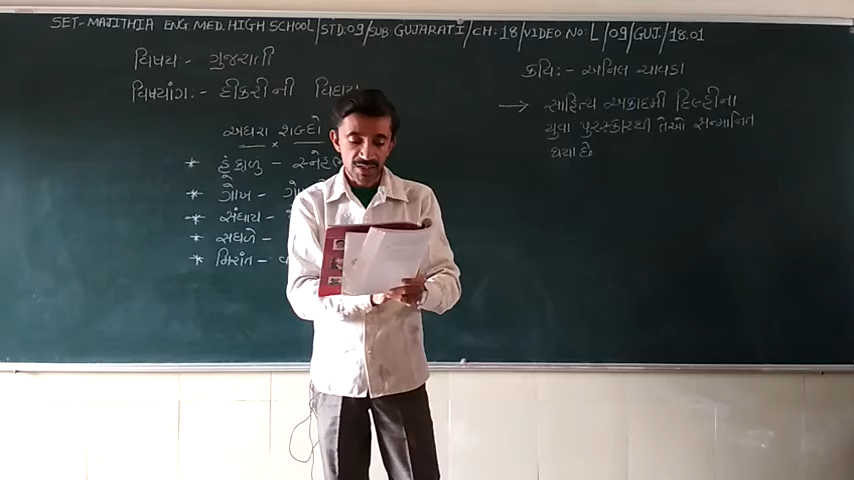 SET-MAJITHIA ENG MED. HIGH SCHOOL/STD:09/SUB GUJARATI/CH:18/VIDEO NO: L/09/GUJ./18.01
વિષય - ગુજરાતી
વિષયાંગ:- દીકરીની વિદાય
અઘરા શબ્દો
* હૂંફાળુ -
* ગોખ -
* સંઘાય -
* સઘળે -
* મિરાંત -
કવિ:- અનિલ ચાવડા
→ સાહિત્ય અકાદમી દિલ્હીના
યુવા પુરસ્કારથી તેઓ સન્માનિત
થયા છે